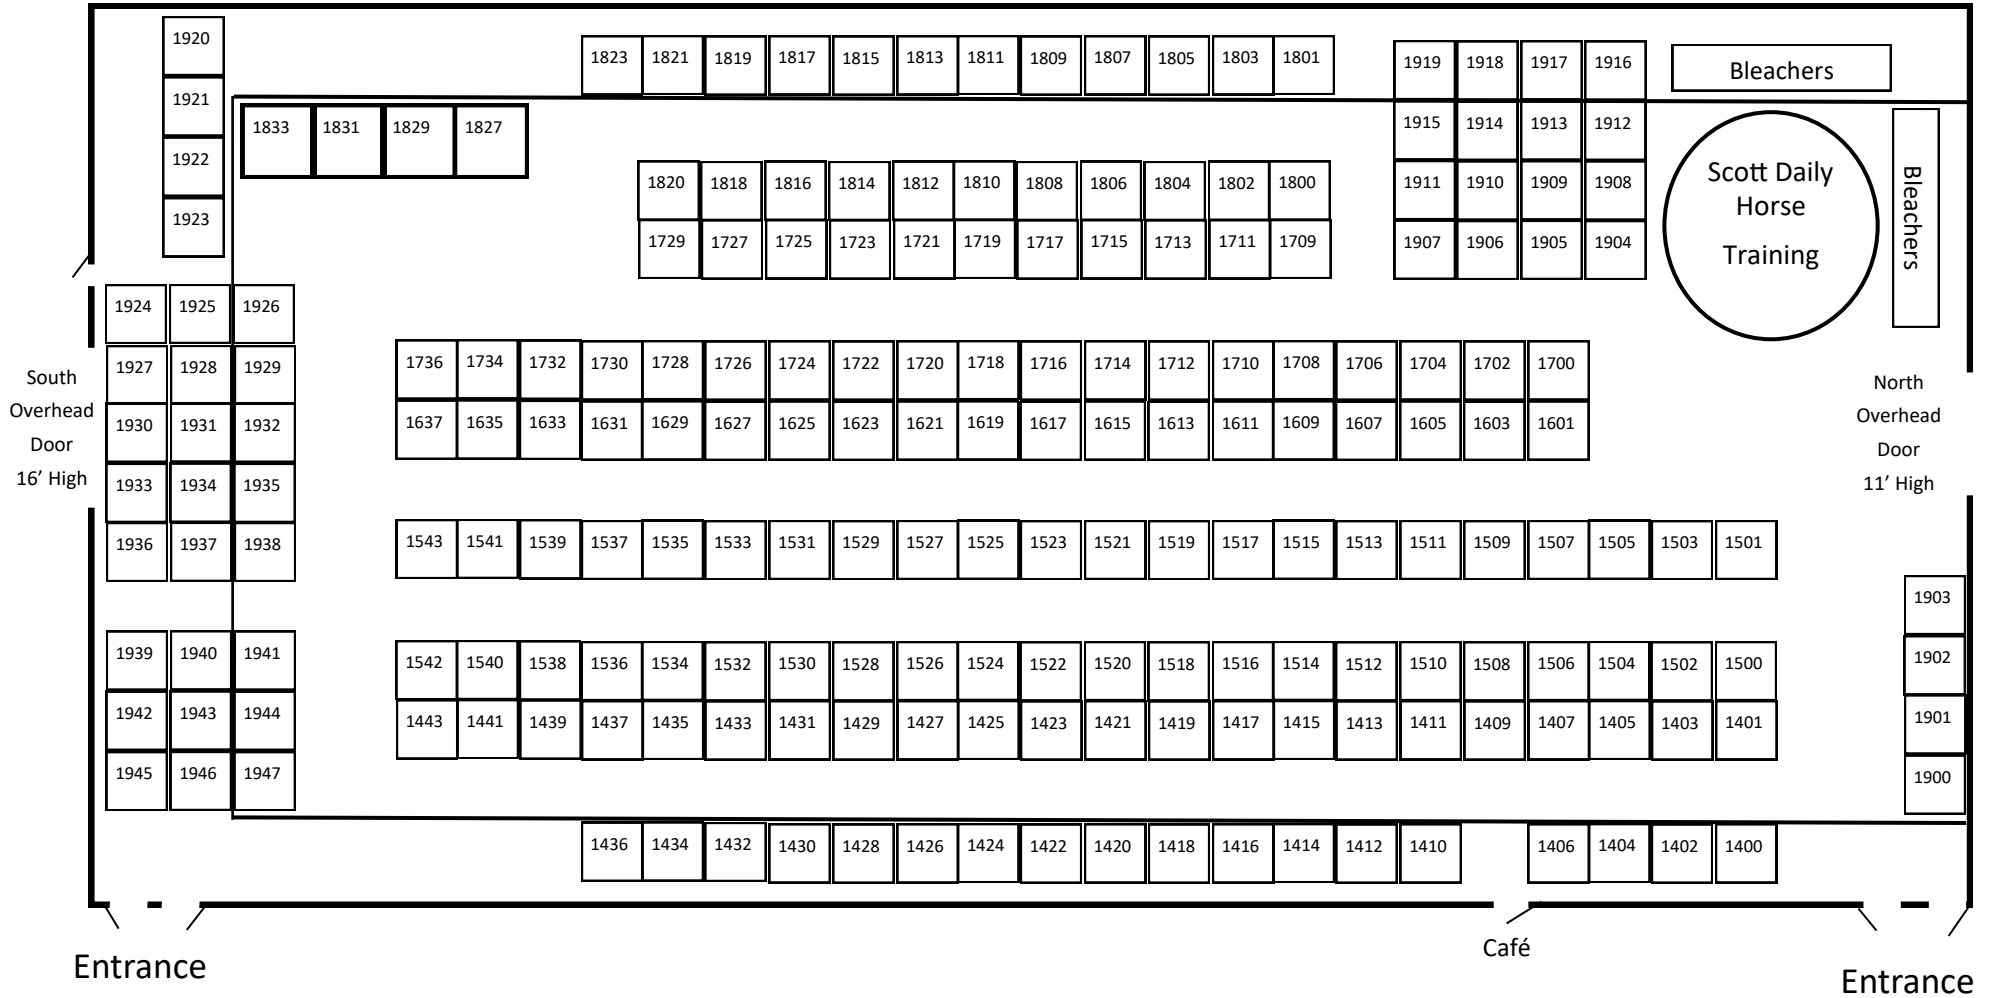 1920
1823 1821 1819 1817 1815 1813 1811 1809 1807 1805 1803 1801
1919 1918 1917 1916
Bleachers
1921
1833 1831 1829 1827
1915 1914 1913 1912
1922
1820 1818 1816 1814 1812 1810 1808 1806 1804 1802 1800
1911 1910 1909 1908
Scott Daily
Horse
Training
Bleachers
1923
1729 1727 1725 1723 1721 1719 1717 1715 1713 1711 1709
1907 1906 1905 1904
1924 1925 1926
1927 1928 1929
1736 1734 1732 1730 1728 1726 1724 1722 1720 1718 1716 1714 1712 1710 1708 1706 1704 1702 1700
South
Overhead
Door
16’ High
North
Overhead
Door
11’ High
1930 1931 1932
1637 1635 1633 1631 1629 1627 1625 1623 1621 1619 1617 1615 1613 1611 1609 1607 1605 1603 1601
1933 1934 1935
1936 1937 1938
1543 1541 1539 1537 1535 1533 1531 1529 1527 1525 1523 1521 1519 1517 1515 1513 1511 1509 1507 1505 1503 1501
1903
1939 1940 1941
1542 1540 1538 1536 1534 1532 1530 1528 1526 1524 1522 1520 1518 1516 1514 1512 1510 1508 1506 1504 1502 1500
1902
1942 1943 1944
1443 1441 1439 1437 1435 1433 1431 1429 1427 1425 1423 1421 1419 1417 1415 1413 1411 1409 1407 1405 1403 1401
1901
1945 1946 1947
1900
1436 1434 1432 1430 1428 1426 1424 1422 1420 1418 1416 1414 1412 1410
1406 1404 1402 1400
Entrance
Café
Entrance